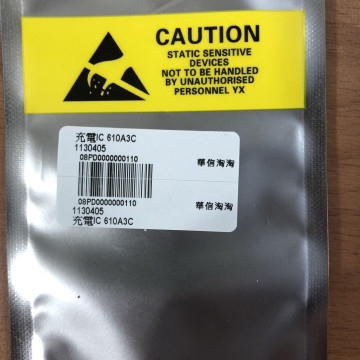 CAUTION
STATIC SENSITIVE
DEVICES
NOT TO BE HANDLED
BY UNAUTHORISED
PERSONNEL YX
充電IC 610A3C
1130405
08PD0000000110
華信淘淘
08PD0000000110
華信淘淘
1130405
充電IC 610A3C